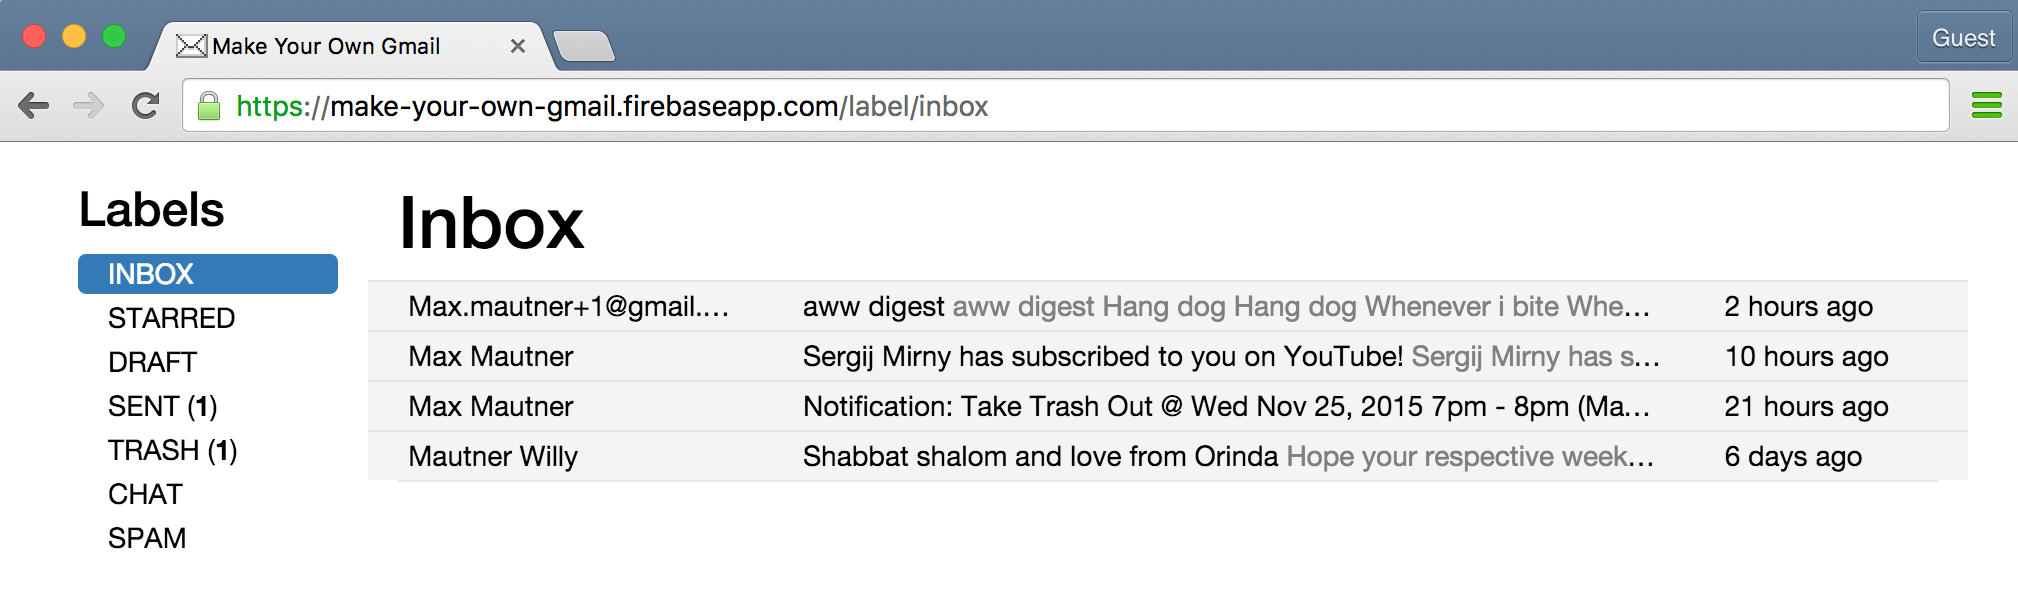 Make Your Own Gmail
Guest
https://make-your-own-gmail.firebaseapp.com/label/inbox
Labels
INBOX
STARRED
DRAFT
SENT (1)
TRASH (1)
CHAT
SPAM
Inbox
Max.mautner+1@gmail.... aww digest aww digest Hang dog Hang dog Whenever i bite Whe... 2 hours ago
Max Mautner Sergij Mirny has subscribed to you on YouTube! Sergij Mirny has s... 10 hours ago
Max Mautner Notification: Take Trash Out @ Wed Nov 25, 2015 7pm - 8pm (Ma... 21 hours ago
Mautner Willy Shabbat shalom and love from Orinda Hope your respective week... 6 days ago